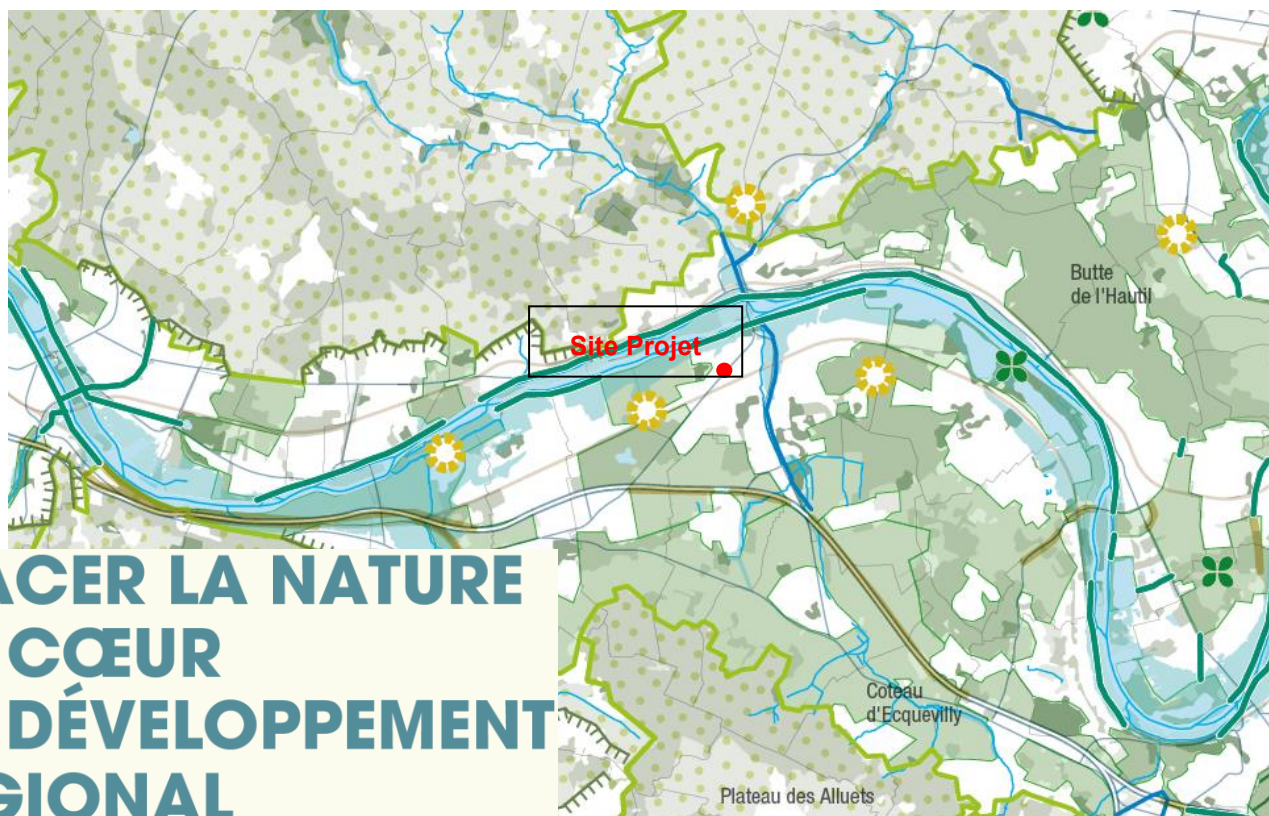 Butte
de l'Hautil
Site Projet
ACER LA NATURE
CŒUR
DÉVELOPPEMENT
GIONAL
Coteau
d'Ecquevilly
Plateau des Alluets